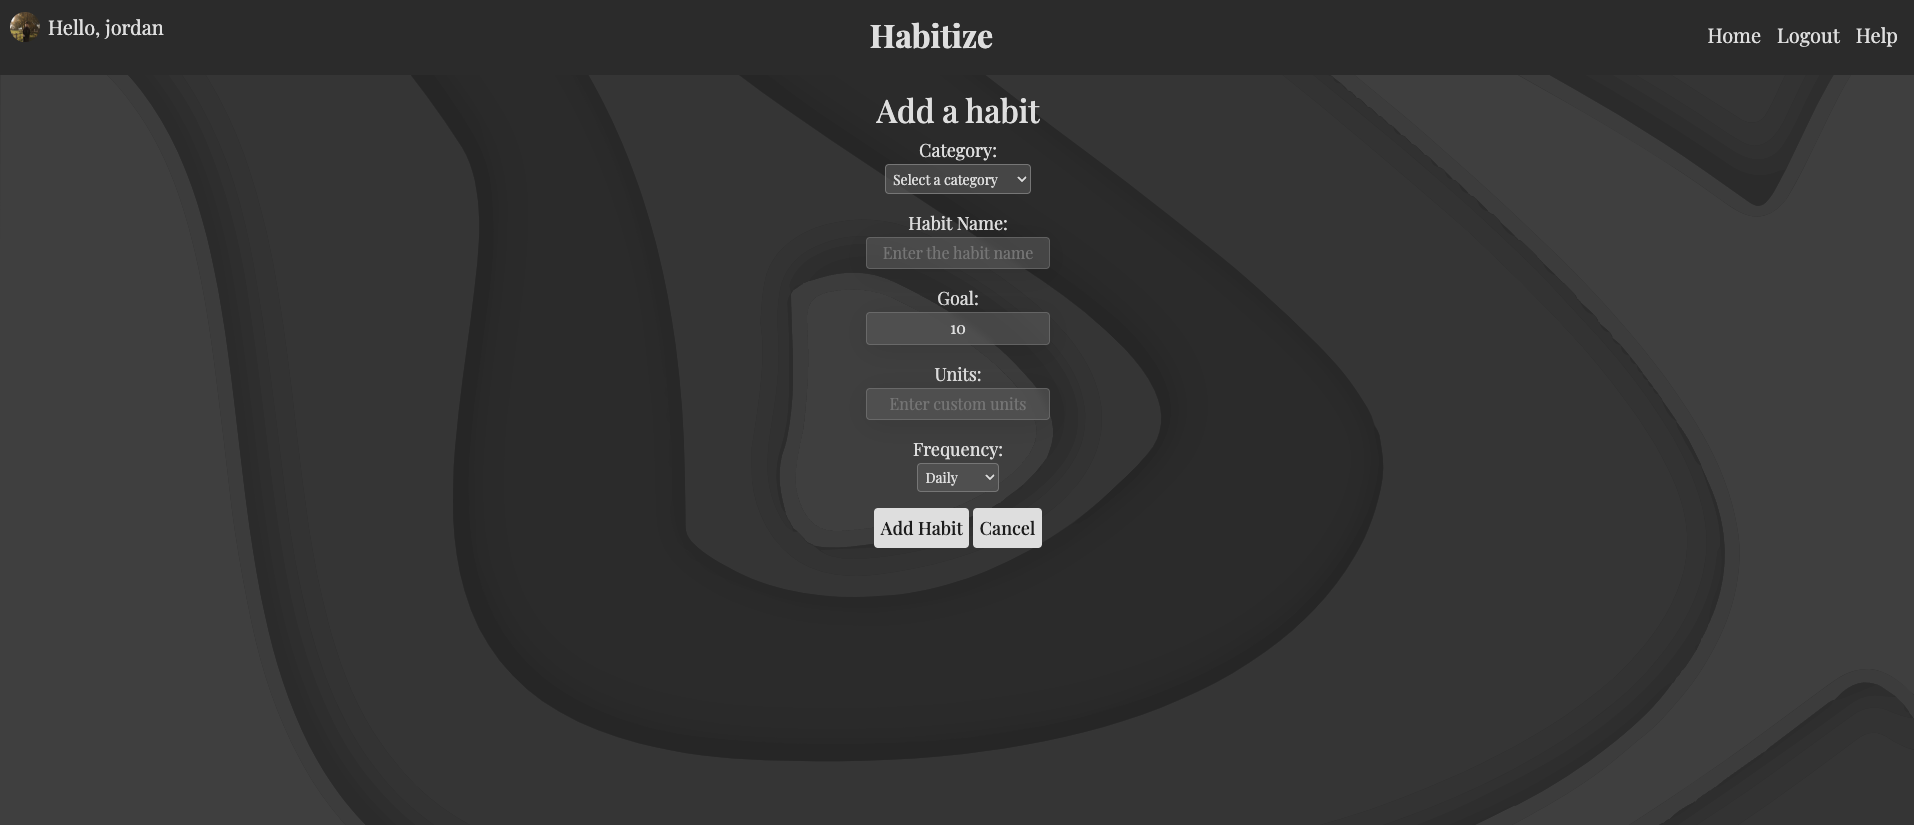 Hello, jordan
Habitize
Home Logout Help
Add a habit
Category:
Select a category
Habit Name:
Enter the habit name
Goal:
10
Units:
Enter custom units
Frequency:
Daily
Add Habit Cancel